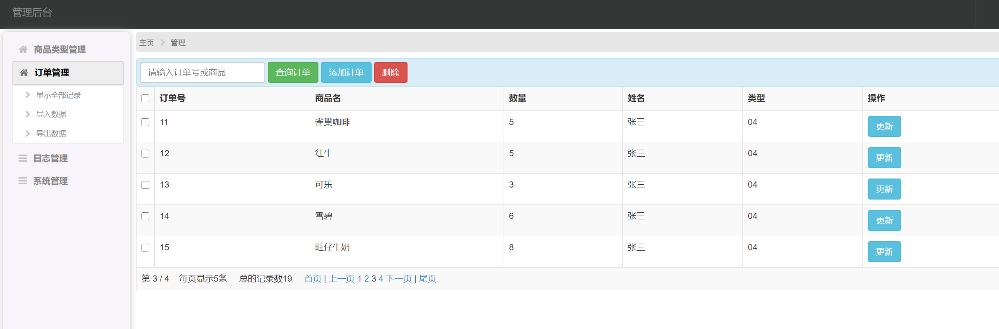 管理后台
商品类型管理
订单管理
显示全部记录
导入数据
导出数据
日志管理
系统管理
主页 管理
请输入订单号或商品 查询订单 添加订单 删除
订单号 商品名 数量 姓名 类型 操作
11 雀巢咖啡 5 张三 04 更新
12 红牛 5 张三 04 更新
13 可乐 3 张三 04 更新
14 雪碧 6 张三 04 更新
15 旺仔牛奶 8 张三 04 更新
第 3 / 4 每页显示5条 总的记录数19 首页 | 上一页 1 2 3 4 下一页 | 尾页